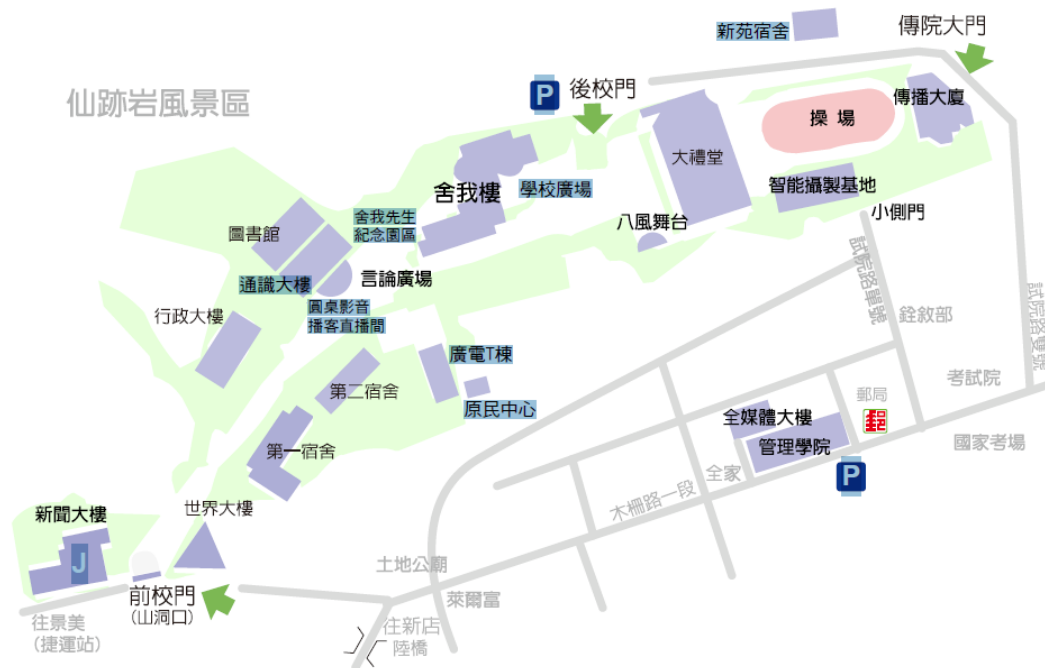 新苑宿舍
傳院大門
仙跡岩風景區
P
後校門
傳播大廈
操 場
大禮堂
舍我樓
學校廣場
智能攝製基地
小側門
舍我先生
紀念園區
八風舞台
圖書館
通識大樓
言論廣場
圓桌影音
播客直播間
行政大樓
試院路單號
銓敘部
試院路雙號
廣電T棟
第二宿舍
原民中心
考試院
郵局
郵
全媒體大樓
管理學院
國家考場
第一宿舍
全家
P
木柵路一段
新聞大樓
J
世界大樓
土地公廟
前校門
(山洞口)
萊爾富
往景美
(捷運站)
往新店
陸橋